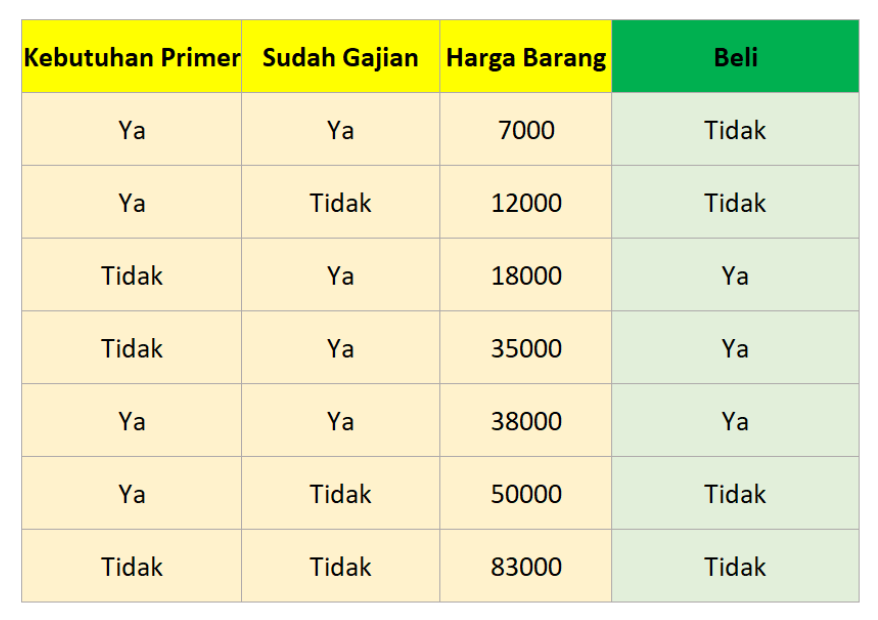 Kebutuhan Primer Sudah Gajian Harga Barang Beli
Ya Ya 7000 Tidak
Ya Tidak 12000 Tidak
Tidak Ya 18000 Ya
Tidak Ya 35000 Ya
Ya Ya 38000 Ya
Ya Tidak 50000 Tidak
Tidak Tidak 83000 Tidak